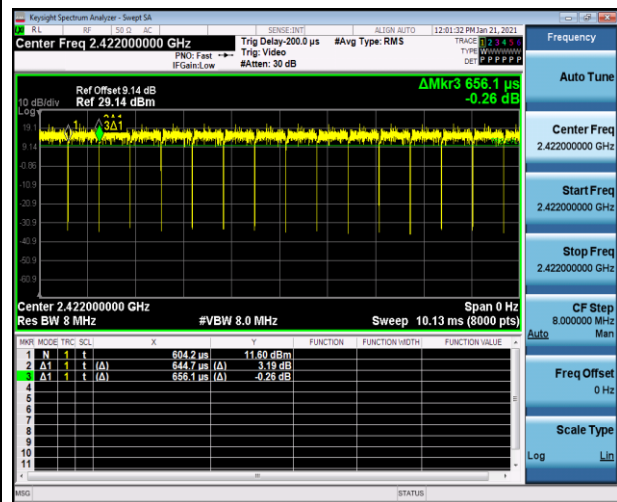 Keysight Spectrum Analyzer - Swept SA
RL RF 50 Ω AC SENSE:INT ALIGN AUTO 12:01:32 PM Jan 21, 2021
Center Freq 2.422000000 GHz
PNO: Fast
IFGain:Low
Trig Delay-200.0 µs
Trig: Video
#Atten: 30 dB
#Avg Type: RMS
TRACE 1 2 3 4 5 6
TYPE WWWWWW
DET P P P P P P
Ref Offset 9.14 dB
10 dB/div Ref 29.14 dBm
Log
ΔMkr3 656.1 µs
-0.26 dB
19.1
9.14
-0.86
-10.9
-20.9
-30.9
-40.9
-50.9
-60.9
1
3Δ1
Center 2.422000000 GHz Span 0 Hz
Res BW 8 MHz #VBW 8.0 MHz Sweep 10.13 ms (8000 pts)
MKR MODE TRC SCL X Y FUNCTION FUNCTION WIDTH FUNCTION VALUE
1 N 1 t 604.2 µs 11.60 dBm
2 Δ1 1 t (Δ) 644.7 µs (Δ) 3.19 dB
3 Δ1 1 t (Δ) 656.1 µs (Δ) -0.26 dB
4
5
6
7
8
9
10
11
MSG STATUS
Frequency
Auto Tune
Center Freq
2.422000000 GHz
Start Freq
2.422000000 GHz
Stop Freq
2.422000000 GHz
CF Step
8.000000 MHz
Auto Man
Freq Offset
0 Hz
Scale Type
Log Lin